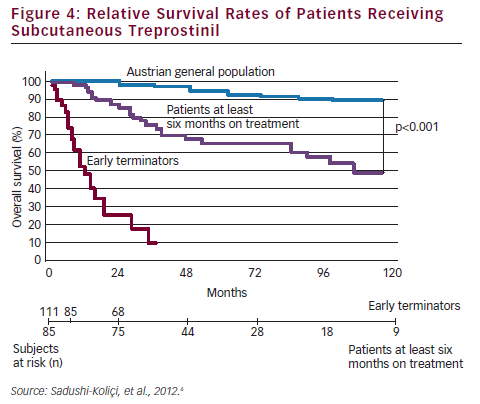 Figure 4: Relative Survival Rates of Patients Receiving
Subcutaneous Treprostinil
Austrian general population
Patients at least
six months on treatment
p<0.001
Early terminators
Overall survival (%)
100
90
80
70
60
50
40
30
20
10
0
0 24 48 72 96 120
Months
111 85 68 Early terminators
85 75 44 28 18 9
Subjects
at risk (n)
Patients at least six
months on treatment
Source: Sadushi-Koliçi, et al., 2012.⁶